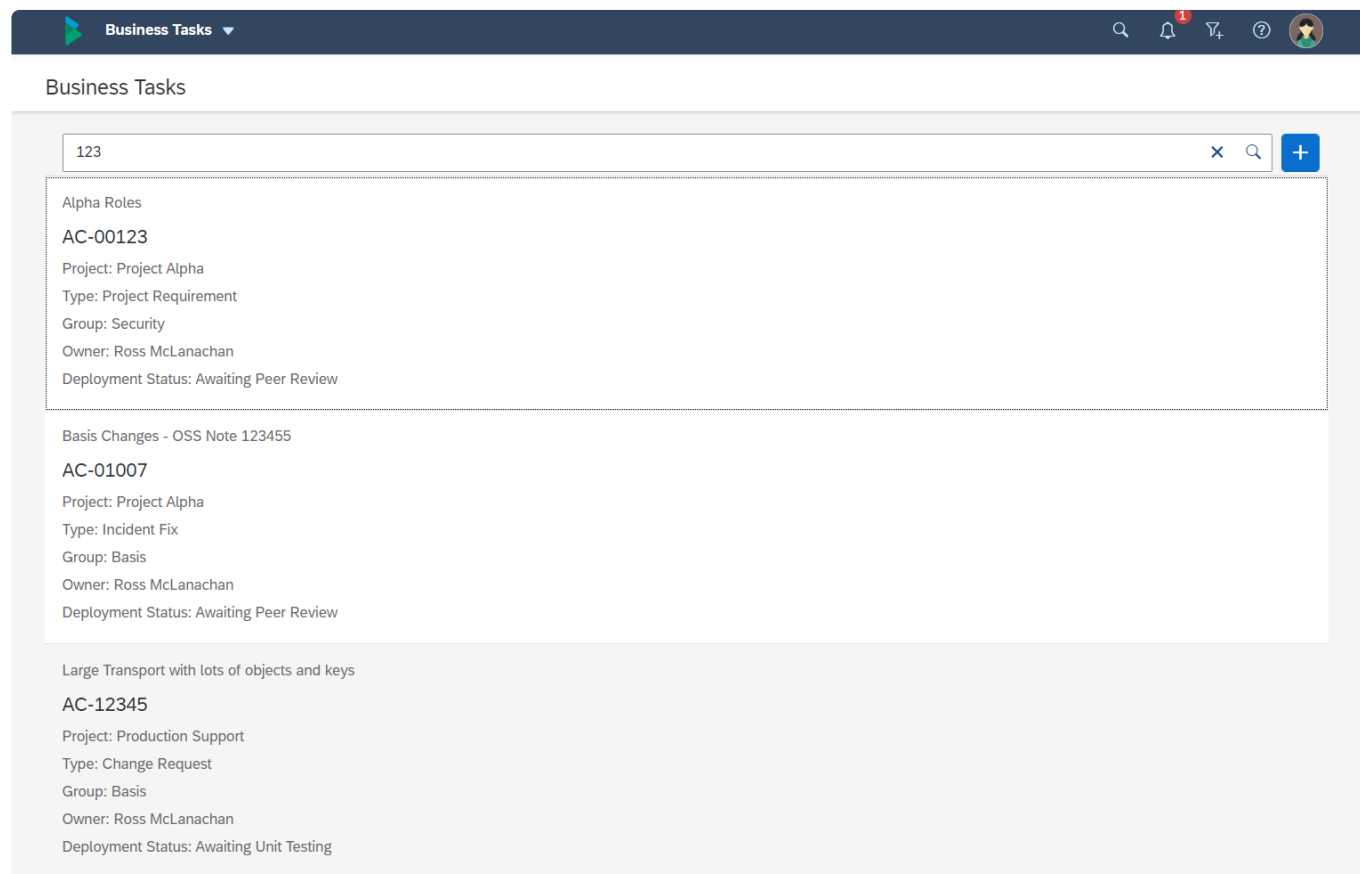 Business Tasks
1
Business Tasks
123
Alpha Roles
AC-00123
Project: Project Alpha
Type: Project Requirement
Group: Security
Owner: Ross McLanachan
Deployment Status: Awaiting Peer Review
Basis Changes - OSS Note 123455
AC-01007
Project: Project Alpha
Type: Incident Fix
Group: Basis
Owner: Ross McLanachan
Deployment Status: Awaiting Peer Review
Large Transport with lots of objects and keys
AC-12345
Project: Production Support
Type: Change Request
Group: Basis
Owner: Ross McLanachan
Deployment Status: Awaiting Unit Testing